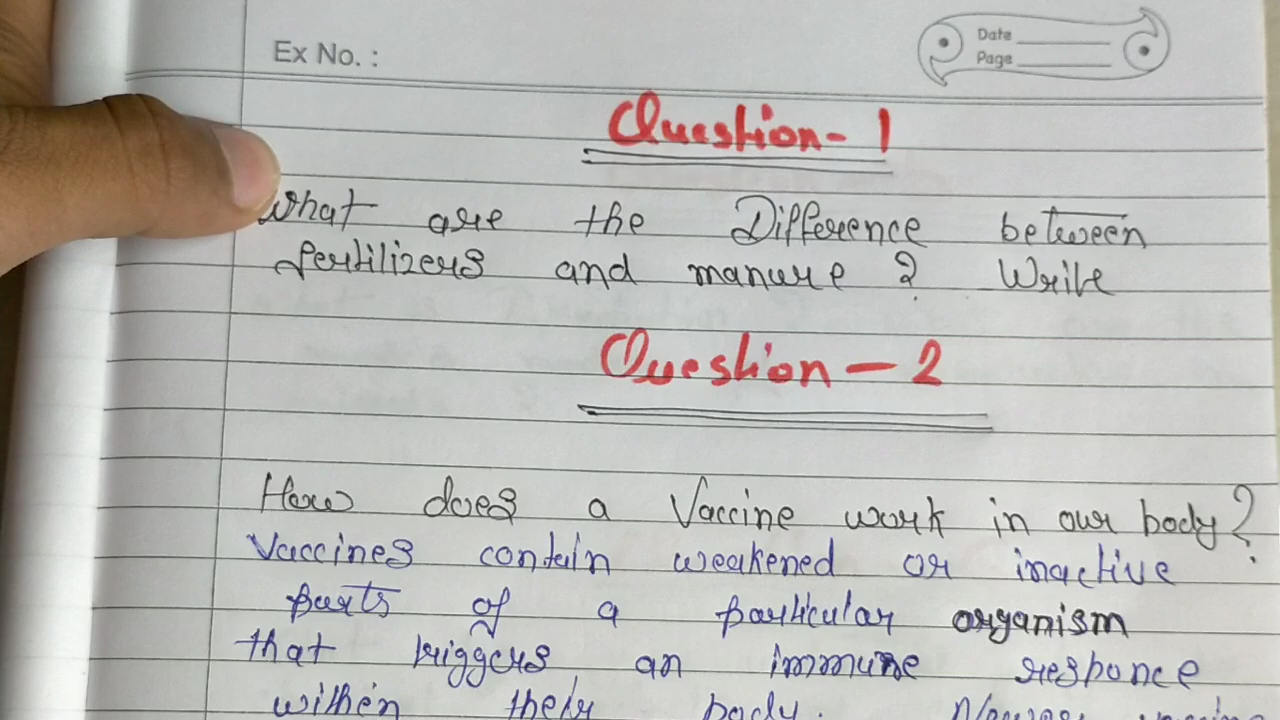 Ex No. :
Date
Page
Question- 1
What are the Difference between
fertilizers and manure ? Write
Question - 2
How does a Vaccine work in our body?
Vaccines contain weakened or inactive
parts of a particular organism
that triggers an immune responce
within
body.